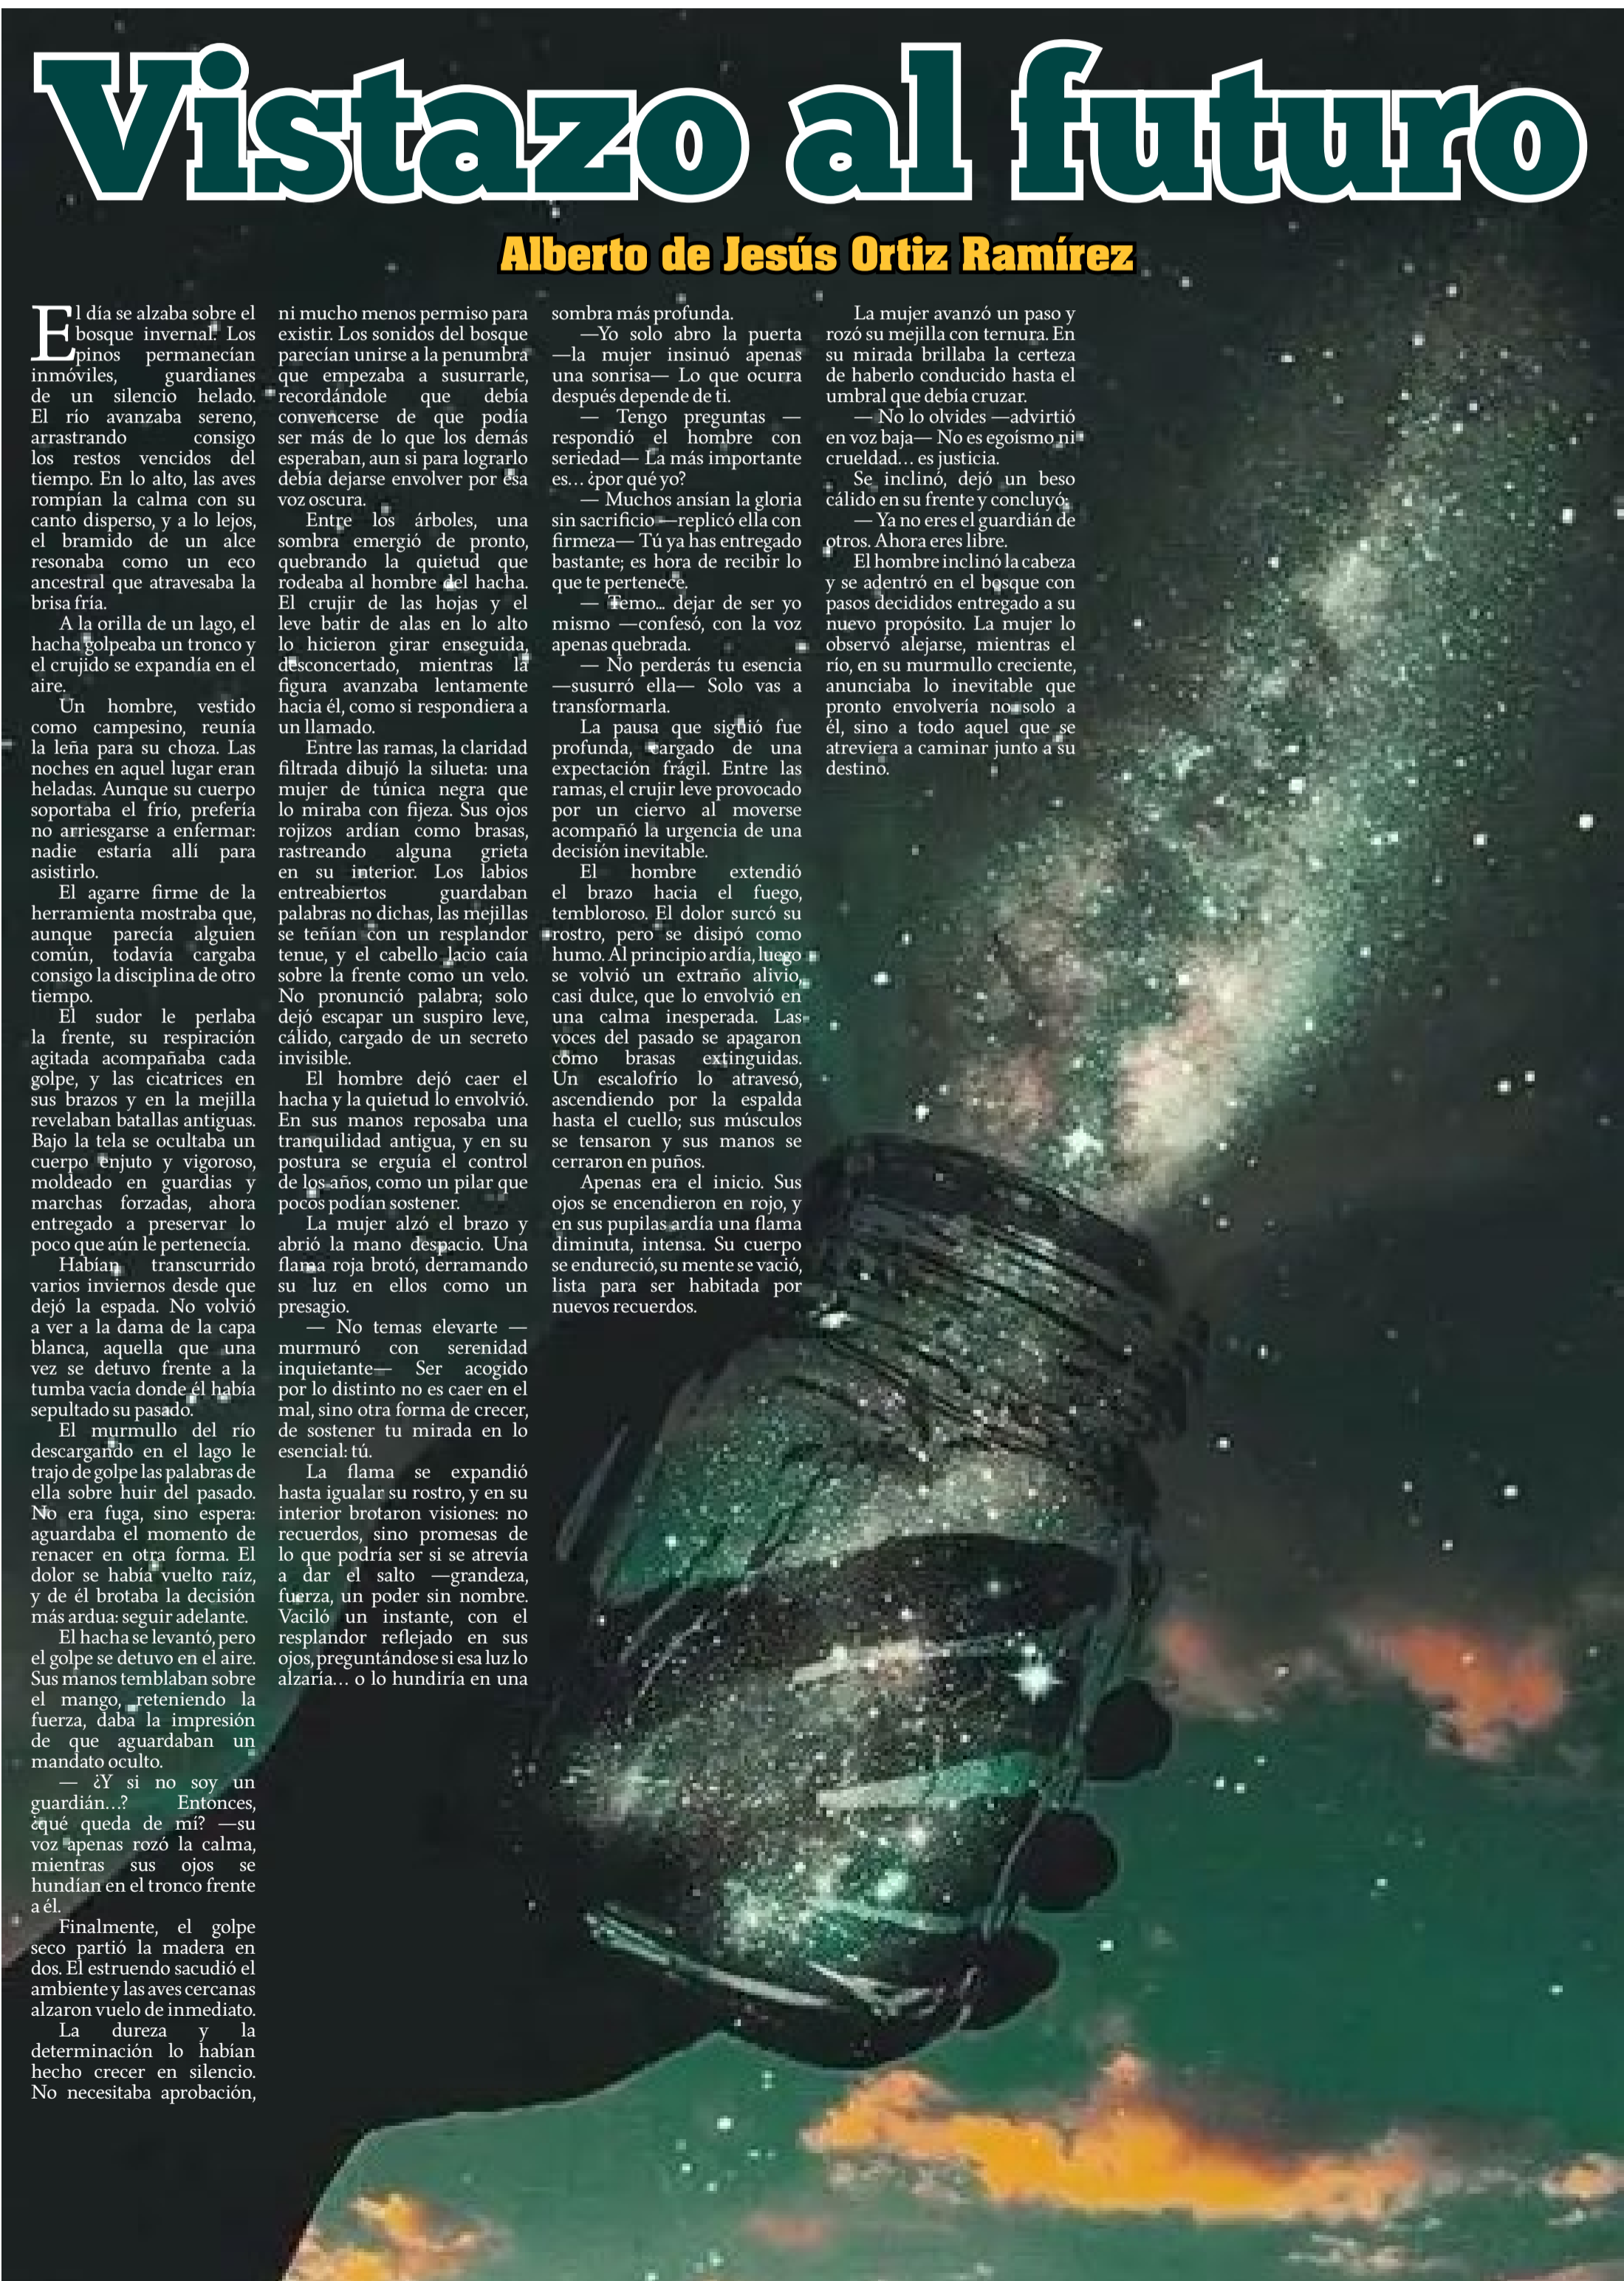 Vistazo al futuro
Alberto de Jesús Ortiz Ramírez
El día se alzaba sobre el
bosque invernal. Los
pinos permanecían
inmóviles, guardianes
de un silencio helado.
El río avanzaba sereno,
arrastrando consigo
los restos vencidos del
tiempo. En lo alto, las aves
rompían la calma con su
canto disperso, y a lo lejos,
el bramido de un alce
resonaba como un eco
ancestral que atravesaba la
brisa fría.
A la orilla de un lago, el
hacha golpeaba un tronco y
el crujido se expandía en el
aire.
Un hombre, vestido
como campesino, reunía
la leña para su choza. Las
noches en aquel lugar eran
heladas. Aunque su cuerpo
soportaba el frío, prefería
no arriesgarse a enfermar:
nadie estaría allí para
asistirlo.
El agarre firme de la
herramienta mostraba que,
aunque parecía alguien
común, todavía cargaba
consigo la disciplina de otro
tiempo.
El sudor le perlaba
la frente, su respiración
agitada acompañaba cada
golpe, y las cicatrices en
sus brazos y en la mejilla
revelaban batallas antiguas.
Bajo la tela se ocultaba un
cuerpo enjuto y vigoroso,
moldeado en guardias y
marchas forzadas, ahora
entregado a preservar lo
poco que aún le pertenecía.
Habían transcurrido
varios inviernos desde que
dejó la espada. No volvió
a ver a la dama de la capa
blanca, aquella que una
vez se detuvo frente a la
tumba vacía donde él había
sepultado su pasado.
El murmullo del río
descargando en el lago le
trajo de golpe las palabras de
ella sobre huir del pasado.
No era fuga, sino espera:
aguardaba el momento de
renacer en otra forma. El
dolor se había vuelto raíz,
y de él brotaba la decisión
más ardua: seguir adelante.
El hacha se levantó, pero
el golpe se detuvo en el aire.
Sus manos temblaban sobre
el mango, reteniendo la
fuerza, daba la impresión
de que aguardaban un
mandato oculto.
— ¿Y si no soy un
guardián...? Entonces,
¿qué queda de mí? —su
voz apenas rozó la calma,
mientras sus ojos se
hundían en el tronco frente
a él.
Finalmente, el golpe
seco partió la madera en
dos. El estruendo sacudió el
ambiente y las aves cercanas
alzaron vuelo de inmediato.
La dureza y la
determinación lo habían
hecho crecer en silencio.
No necesitaba aprobación,
ni mucho menos permiso para
existir. Los sonidos del bosque
parecían unirse a la penumbra
que empezaba a susurrarle,
recordándole que debía
convencerse de que podía
ser más de lo que los demás
esperaban, aun si para lograrlo
debía dejarse envolver por esa
voz oscura.
Entre los árboles, una
sombra emergió de pronto,
quebrando la quietud que
rodeaba al hombre del hacha.
El crujir de las hojas y el
leve batir de alas en lo alto
lo hicieron girar enseguida,
desconcertado, mientras la
figura avanzaba lentamente
hacia él, como si respondiera a
un llamado.
Entre las ramas, la claridad
filtrada dibujó la silueta: una
mujer de túnica negra que
lo miraba con fijeza. Sus ojos
rojizos ardían como brasas,
rastreando alguna grieta
en su interior. Los labios
entreabiertos guardaban
palabras no dichas, las mejillas
se teñían con un resplandor
tenue, y el cabello lacio caía
sobre la frente como un velo.
No pronunció palabra; solo
dejó escapar un suspiro leve,
cálido, cargado de un secreto
invisible.
El hombre dejó caer el
hacha y la quietud lo envolvió.
En sus manos reposaba una
tranquilidad antigua, y en su
postura se erguía el control
de los años, como un pilar que
pocos podían sostener.
La mujer alzó el brazo y
abrió la mano despacio. Una
flama roja brotó, derramando
su luz en ellos como un
presagio.
— No temas elevarte —
murmuró con serenidad
inquietante— Ser acogido
por lo distinto no es caer en el
mal, sino otra forma de crecer,
de sostener tu mirada en lo
esencial: tú.
La flama se expandió
hasta igualar su rostro, y en su
interior brotaron visiones: no
recuerdos, sino promesas de
lo que podría ser si se atrevía
a dar el salto —grandeza,
fuerza, un poder sin nombre.
Vaciló un instante, con el
resplandor reflejado en sus
ojos, preguntándose si esa luz lo
alzaría... o lo hundiría en una
sombra más profunda.
—Yo solo abro la puerta
—la mujer insinuó apenas
una sonrisa— Lo que ocurra
después depende de ti.
— Tengo preguntas —
respondió el hombre con
seriedad— La más importante
es... ¿por qué yo?
— Muchos ansían la gloria
sin sacrificio —replicó ella con
firmeza— Tú ya has entregado
bastante; es hora de recibir lo
que te pertenece.
— Temo... dejar de ser yo
mismo —confesó, con la voz
apenas quebrada.
— No perderás tu esencia
—susurró ella— Solo vas a
transformarla.
La pausa que siguió fue
profunda, cargado de una
expectación frágil. Entre las
ramas, el crujir leve provocado
por un ciervo al moverse
acompañó la urgencia de una
decisión inevitable.
El hombre extendió
el brazo hacia el fuego,
tembloroso. El dolor surcó su
rostro, pero se disipó como
humo. Al principio ardía, luego
se volvió un extraño alivio,
casi dulce, que lo envolvió en
una calma inesperada. Las
voces del pasado se apagaron
como brasas extinguidas.
Un escalofrío lo atravesó,
ascendiendo por la espalda
hasta el cuello; sus músculos
se tensaron y sus manos se
cerraron en puños.
Apenas era el inicio. Sus
ojos se encendieron en rojo, y
en sus pupilas ardía una flama
diminuta, intensa. Su cuerpo
se endureció, su mente se vació,
lista para ser habitada por
nuevos recuerdos.
La mujer avanzó un paso y
rozó su mejilla con ternura. En
su mirada brillaba la certeza
de haberlo conducido hasta el
umbral que debía cruzar.
— No lo olvides —advirtió
en voz baja— No es egoísmo ni
crueldad... es justicia.
Se inclinó, dejó un beso
cálido en su frente y concluyó:
— Ya no eres el guardián de
otros. Ahora eres libre.
El hombre inclinó la cabeza
y se adentró en el bosque con
pasos decididos entregado a su
nuevo propósito. La mujer lo
observó alejarse, mientras el
río, en su murmullo creciente,
anunciaba lo inevitable que
pronto envolvería no solo a
él, sino a todo aquel que se
atreviera a caminar junto a su
destino.